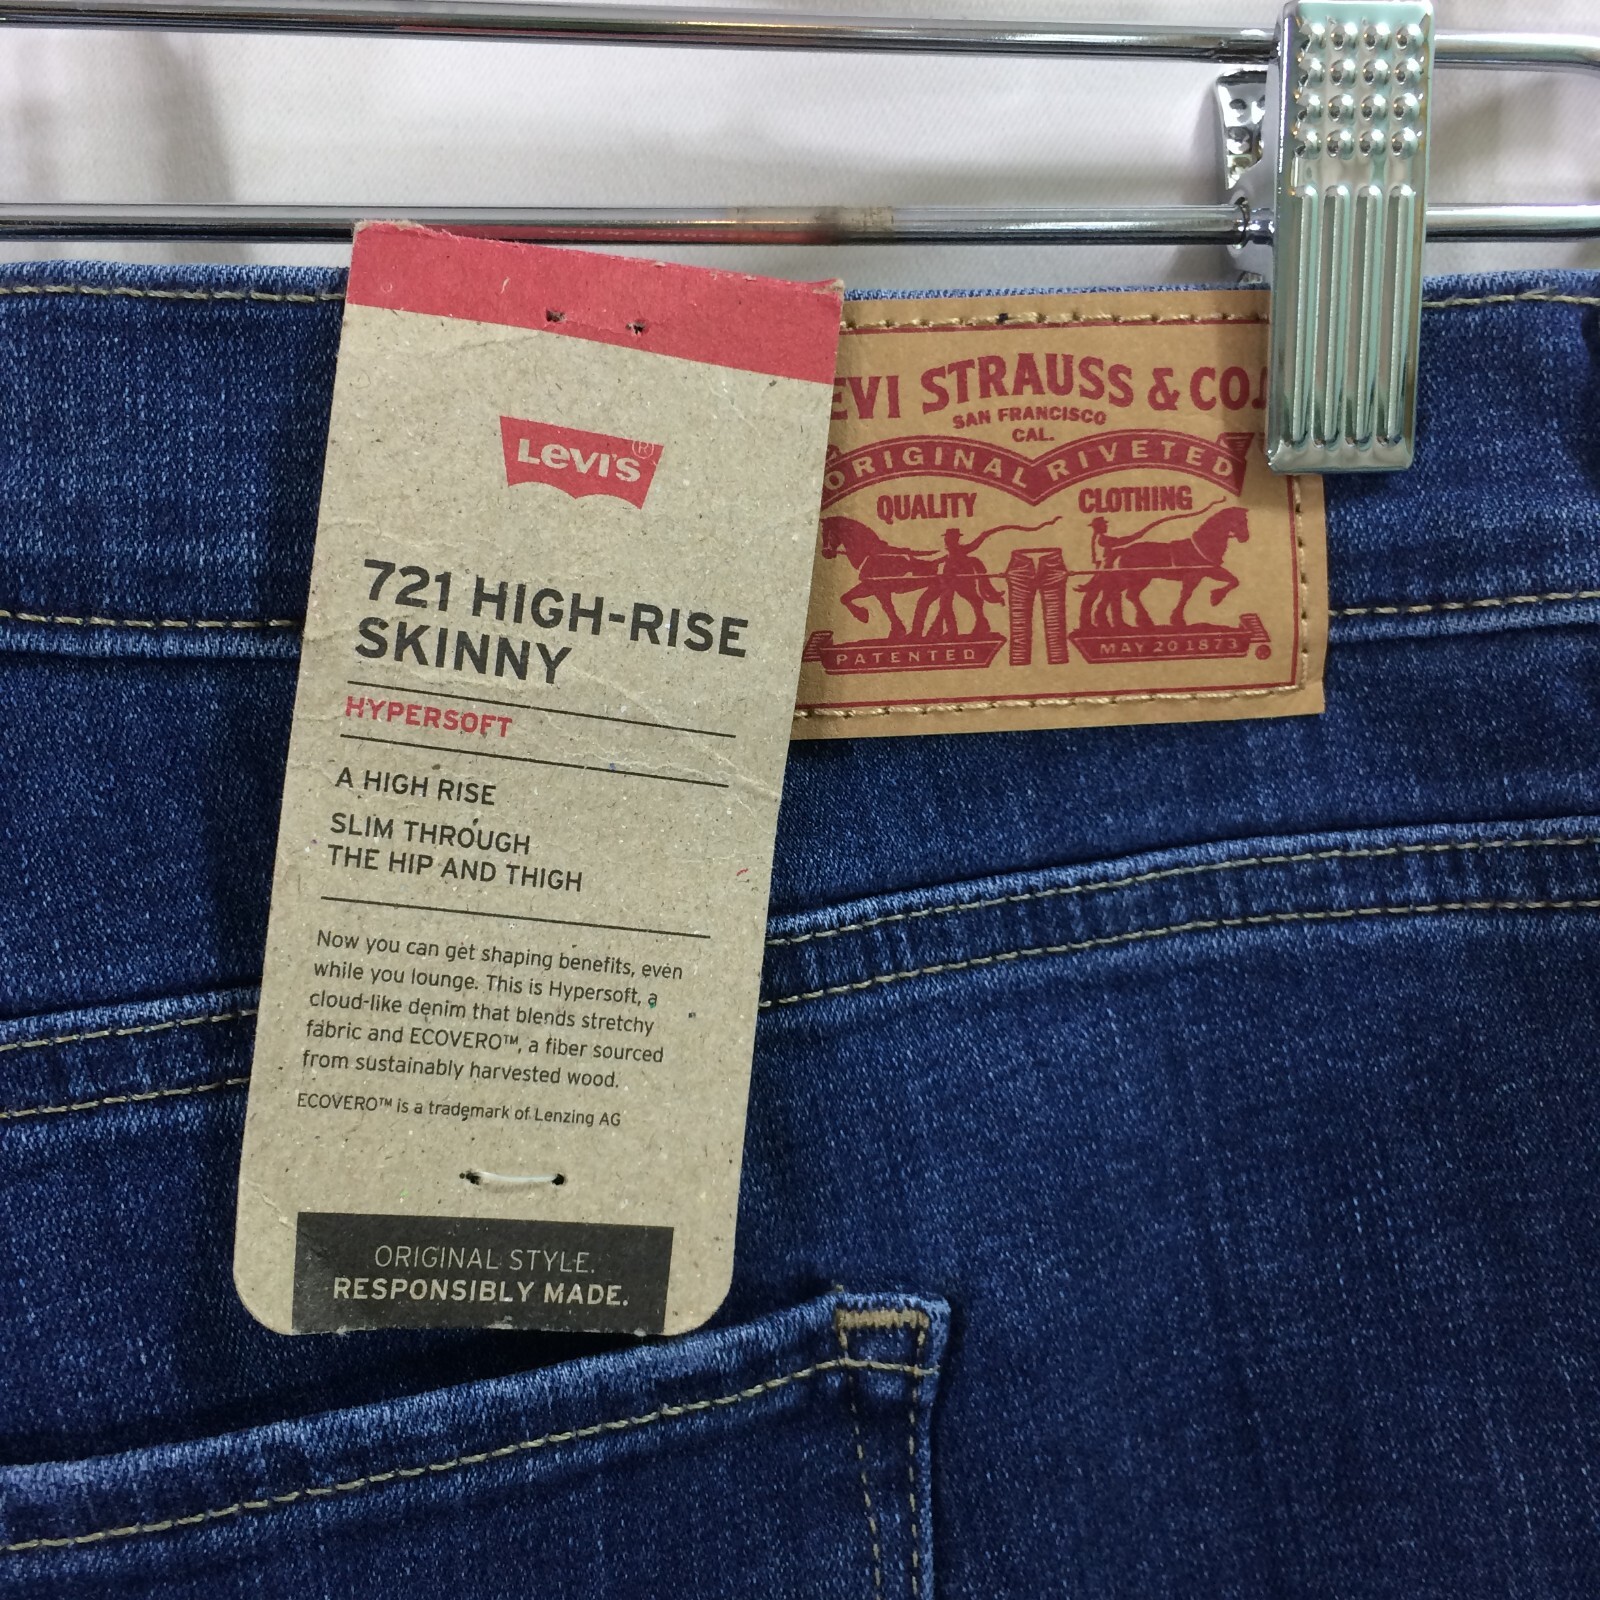 Levi's®
721 HIGH-RISE
SKINNY
HYPERSOFT
A HIGH RISE
SLIM THROUGH
THE HIP AND THIGH
Now you can get shaping benefits, even
while you lounge. This is Hypersoft, a
cloud-like denim that blends stretchy
fabric and ECOVERO™, a fiber sourced
from sustainably harvested wood.
ECOVERO™ is a trademark of Lenzing AG
ORIGINAL STYLE.
RESPONSIBLY MADE.
EVI STRAUSS & CO.
SAN FRANCISCO
CAL.
ORIGINAL RIVETED
QUALITY CLOTHING
PATENTED MAY 20 1873 ®